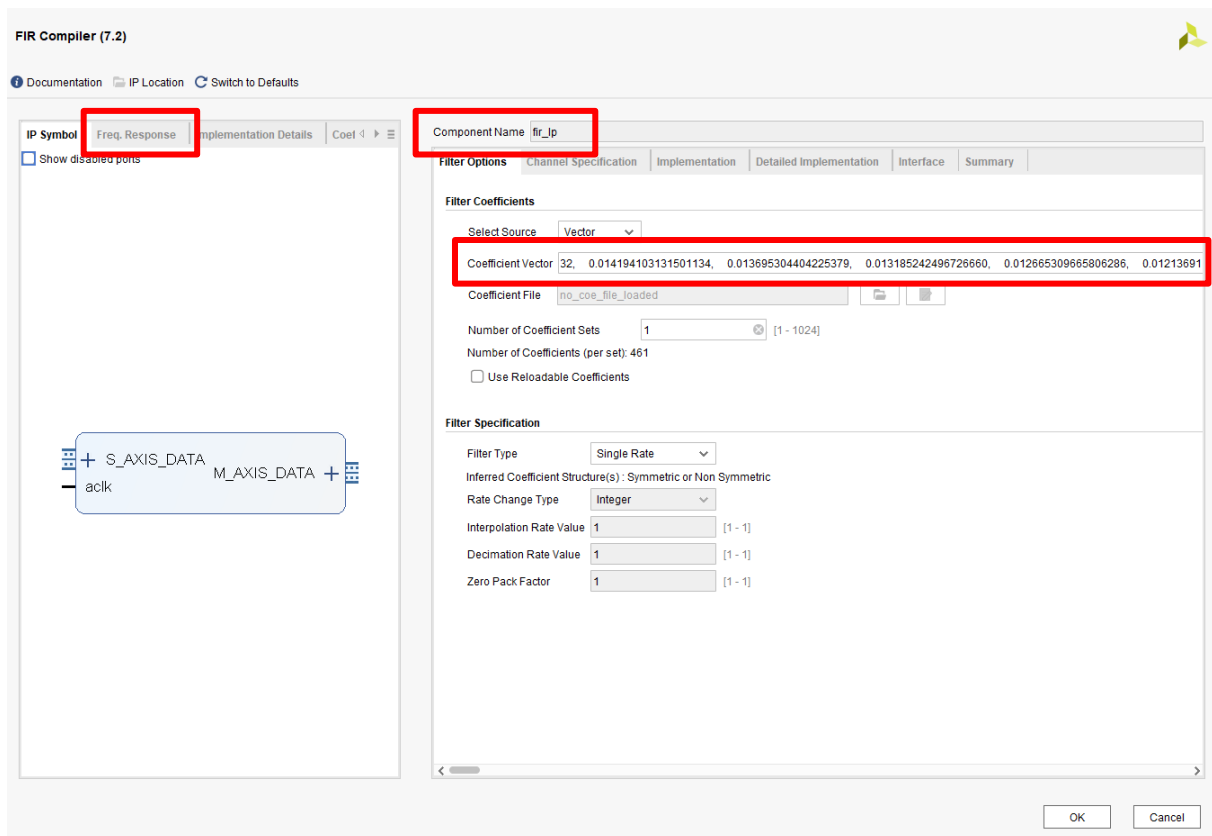 FIR Compiler (7.2)
Documentation IP Location Switch to Defaults
IP Symbol Freq. Response Implementation Details Coef
Show disabled ports
S_AXIS_DATA
M_AXIS_DATA
aclk
Component Name fir_lp
Filter Options Channel Specification Implementation Detailed Implementation Interface Summary
Filter Coefficients
Select Source Vector
Coefficient Vector 32, 0.014194103131501134, 0.013695304404225379, 0.013185242496726660, 0.012665309665806286, 0.01213691
Coefficient File no_coe_file_loaded
Number of Coefficient Sets 1 [1 - 1024]
Number of Coefficients (per set): 461
Use Reloadable Coefficients
Filter Specification
Filter Type Single Rate
Inferred Coefficient Structure(s) : Symmetric or Non Symmetric
Rate Change Type Integer
Interpolation Rate Value 1 [1 - 1]
Decimation Rate Value 1 [1 - 1]
Zero Pack Factor 1 [1 - 1]
OK Cancel